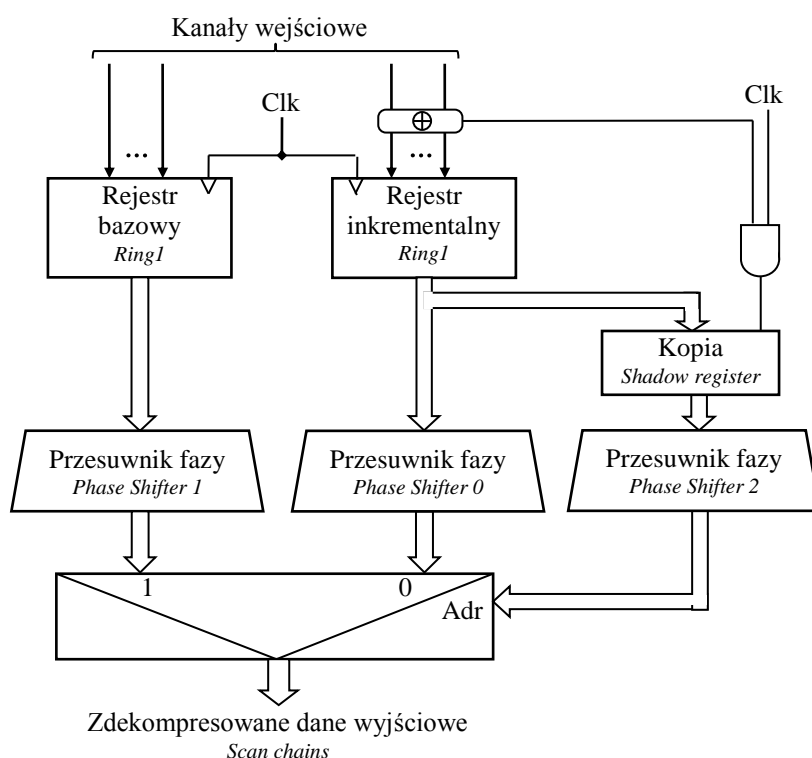 Kanały wejściowe
Clk
Clk
...
...
Rejestr
bazowy
Ring1
Rejestr
inkrementalny
Ring1
Kopia
Shadow register
Przesuwnik fazy
Phase Shifter 1
Przesuwnik fazy
Phase Shifter 0
Przesuwnik fazy
Phase Shifter 2
1
0
Adr
Zdekompresowane dane wyjściowe
Scan chains